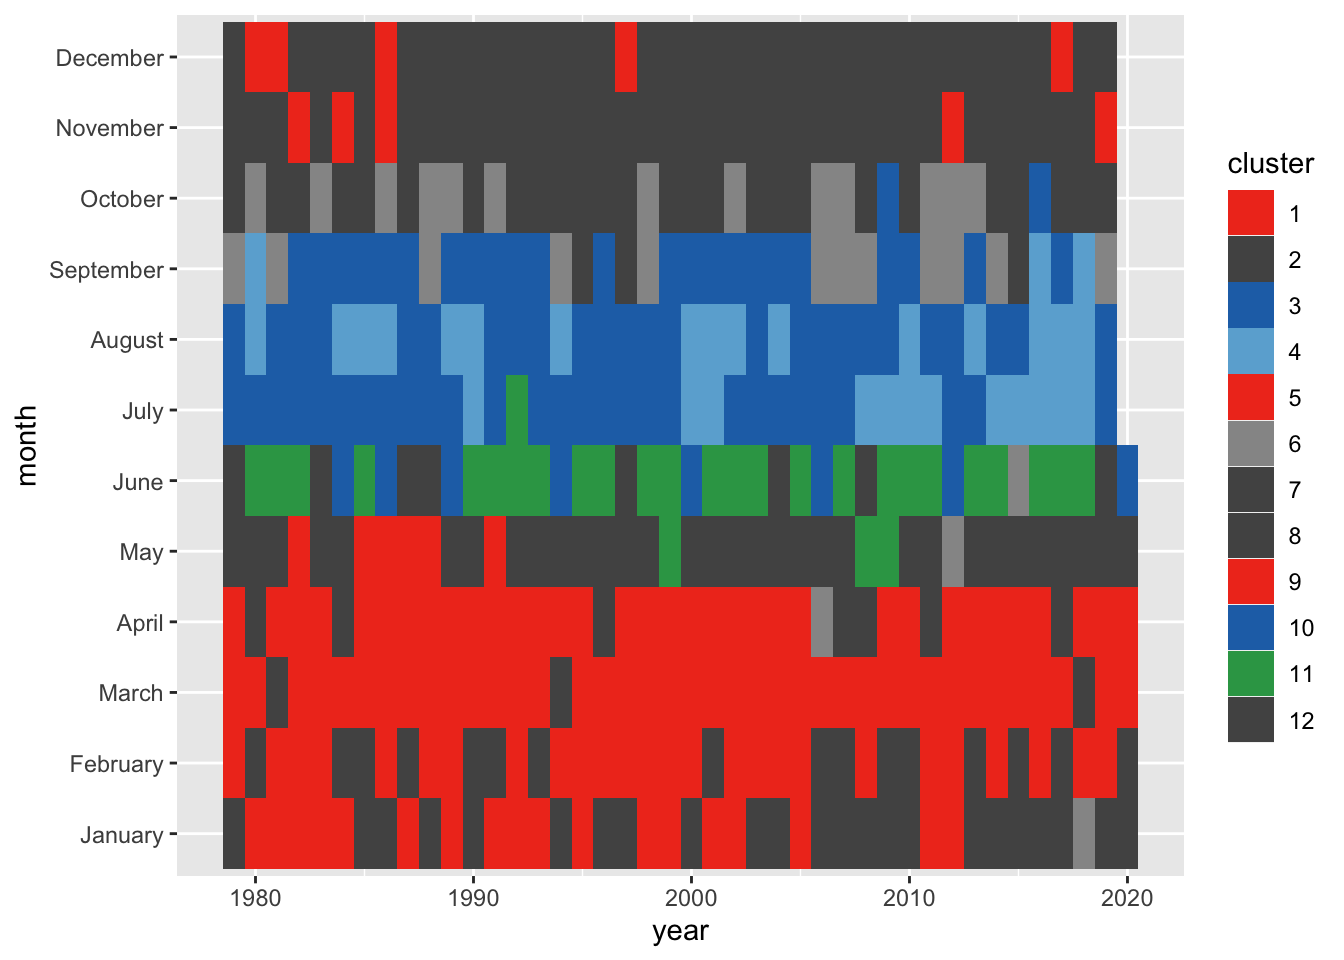 December
November
October
September
August
July
June
May
April
March
February
January
month
1980
1990
2000
2010
2020
year
cluster
1
2
3
4
5
6
7
8
9
10
11
12